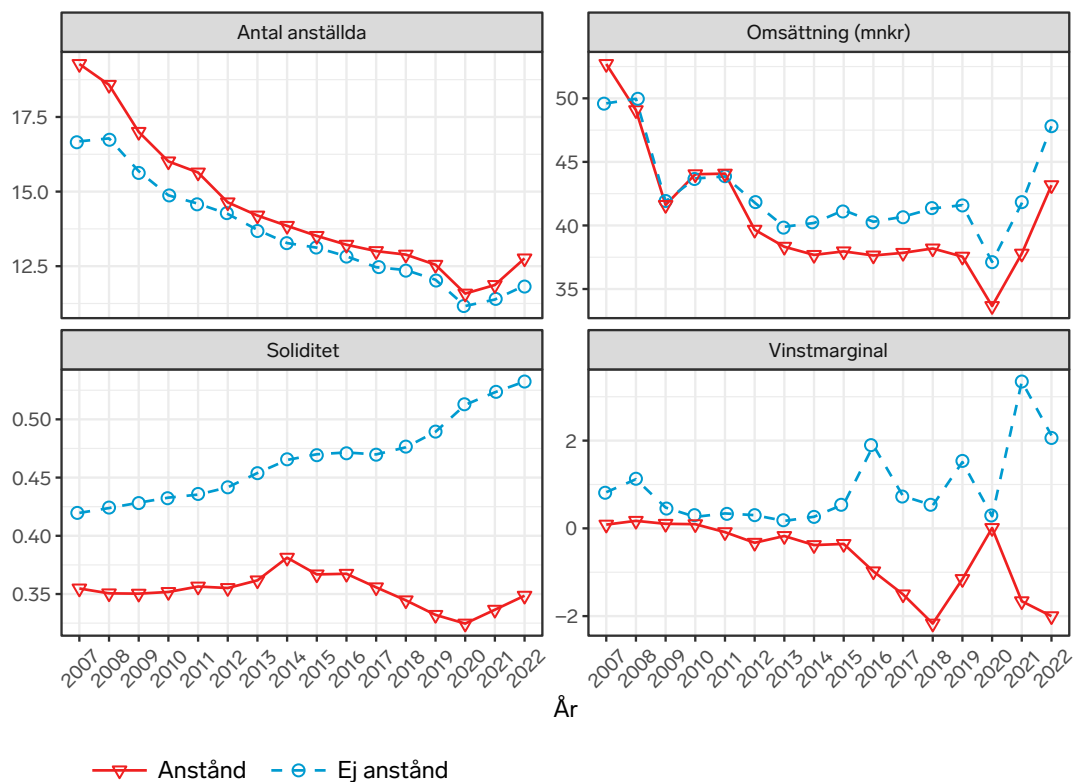 Antal anställda
Omsättning (mnkr)
17.5
15.0
12.5
50
45
40
35
Soliditet
Vinstmarginal
0.50
0.45
0.40
0.35
2
0
−2
2007 2008 2009 2010 2011 2012 2013 2014 2015 2016 2017 2018 2019 2020 2021 2022
2007 2008 2009 2010 2011 2012 2013 2014 2015 2016 2017 2018 2019 2020 2021 2022
År
Anstånd
Ej anstånd